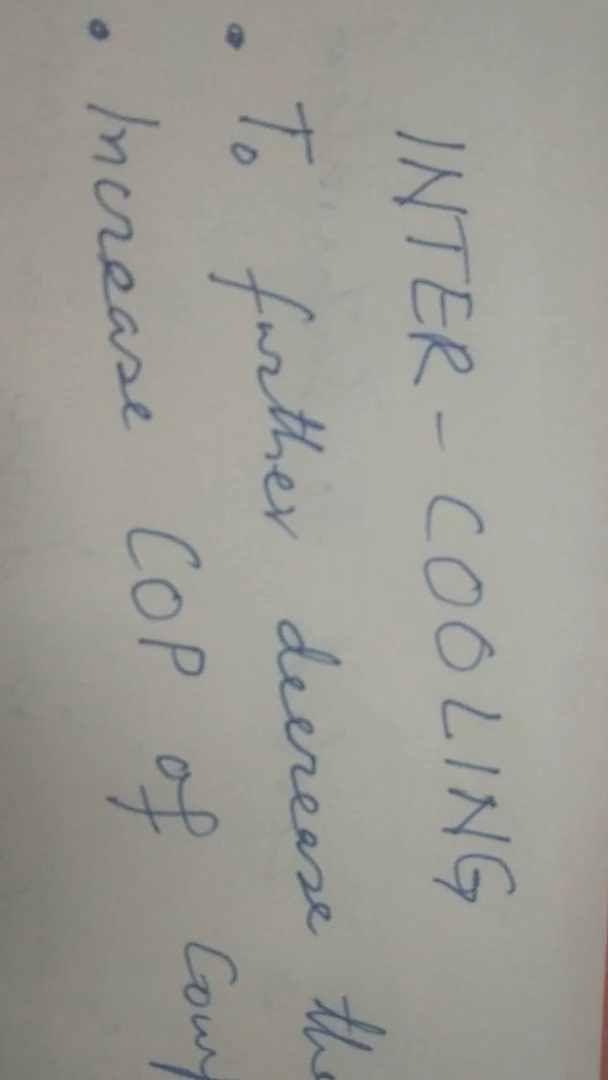 INTER-COOLING
• To further decrease the
• Increase COP of